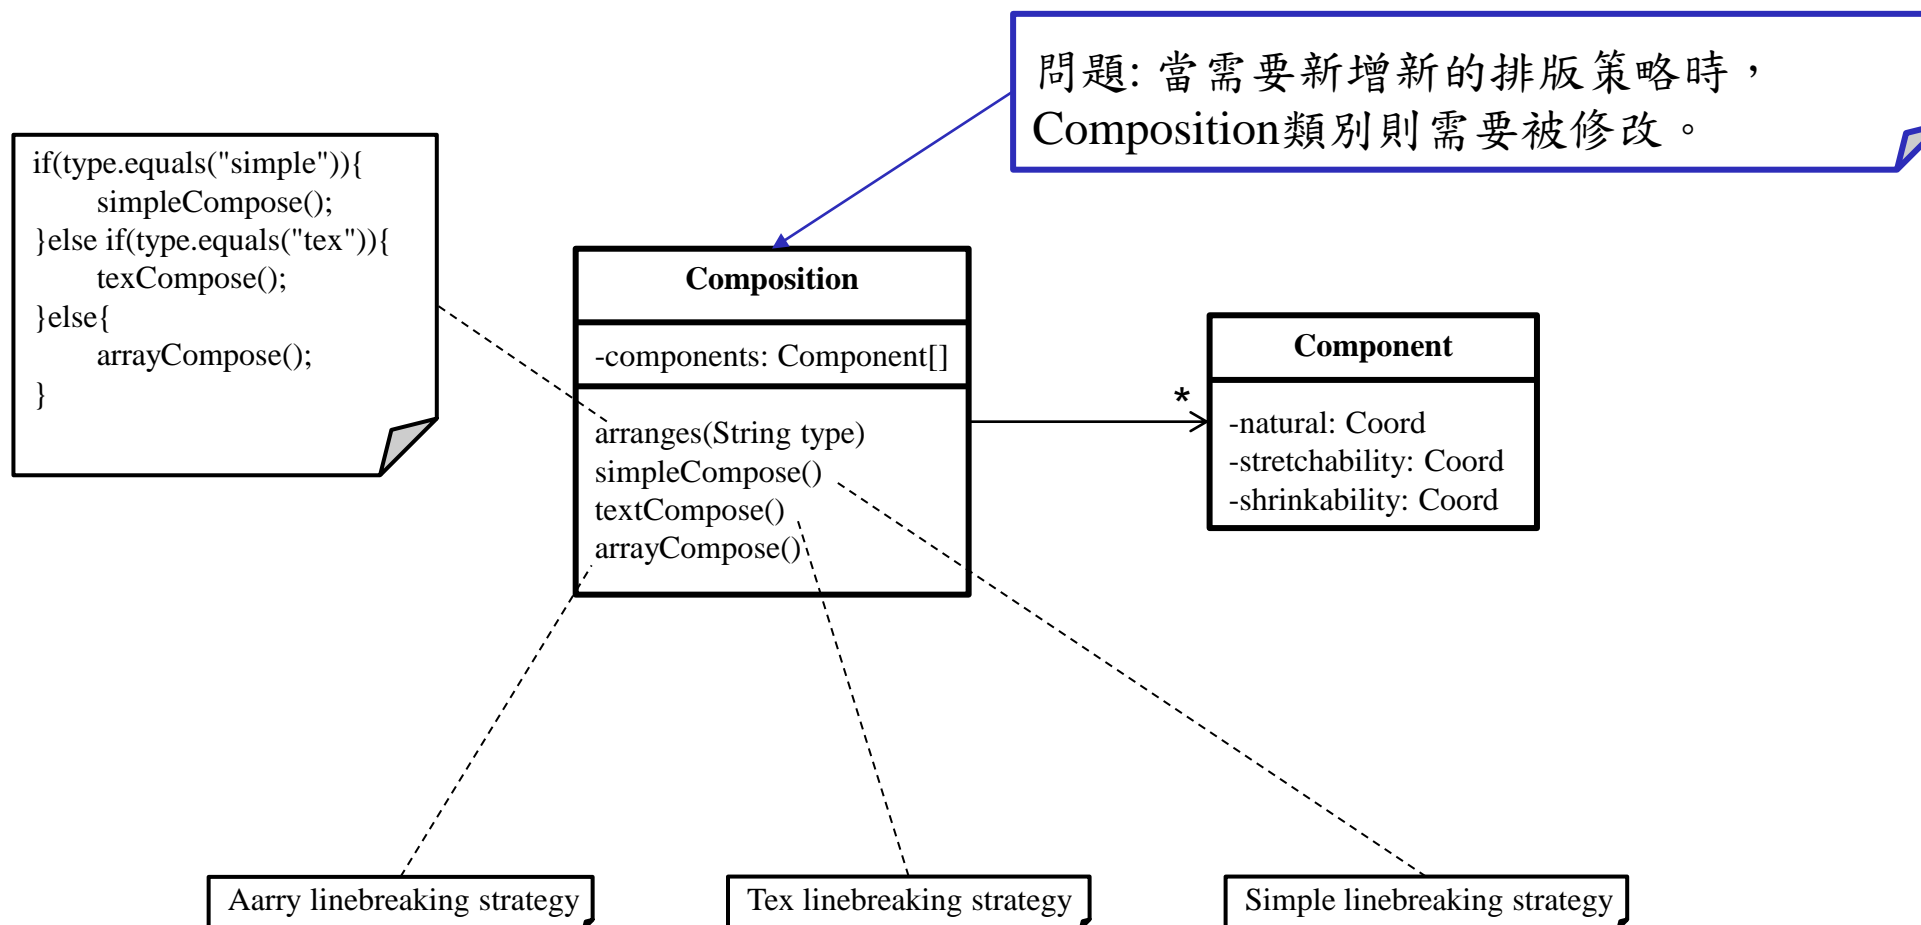 問題: 當需要新增新的排版策略時，
Composition類別則需要被修改。
if(type.equals("simple")){
simpleCompose();
}else if(type.equals("tex")){
texCompose();
}else{
arrayCompose();
}
Composition
-components: Component[]
arranges(String type)
simpleCompose()
textCompose()
arrayCompose()
*
Component
-natural: Coord
-stretchability: Coord
-shrinkability: Coord
Aarry linebreaking strategy
Tex linebreaking strategy
Simple linebreaking strategy